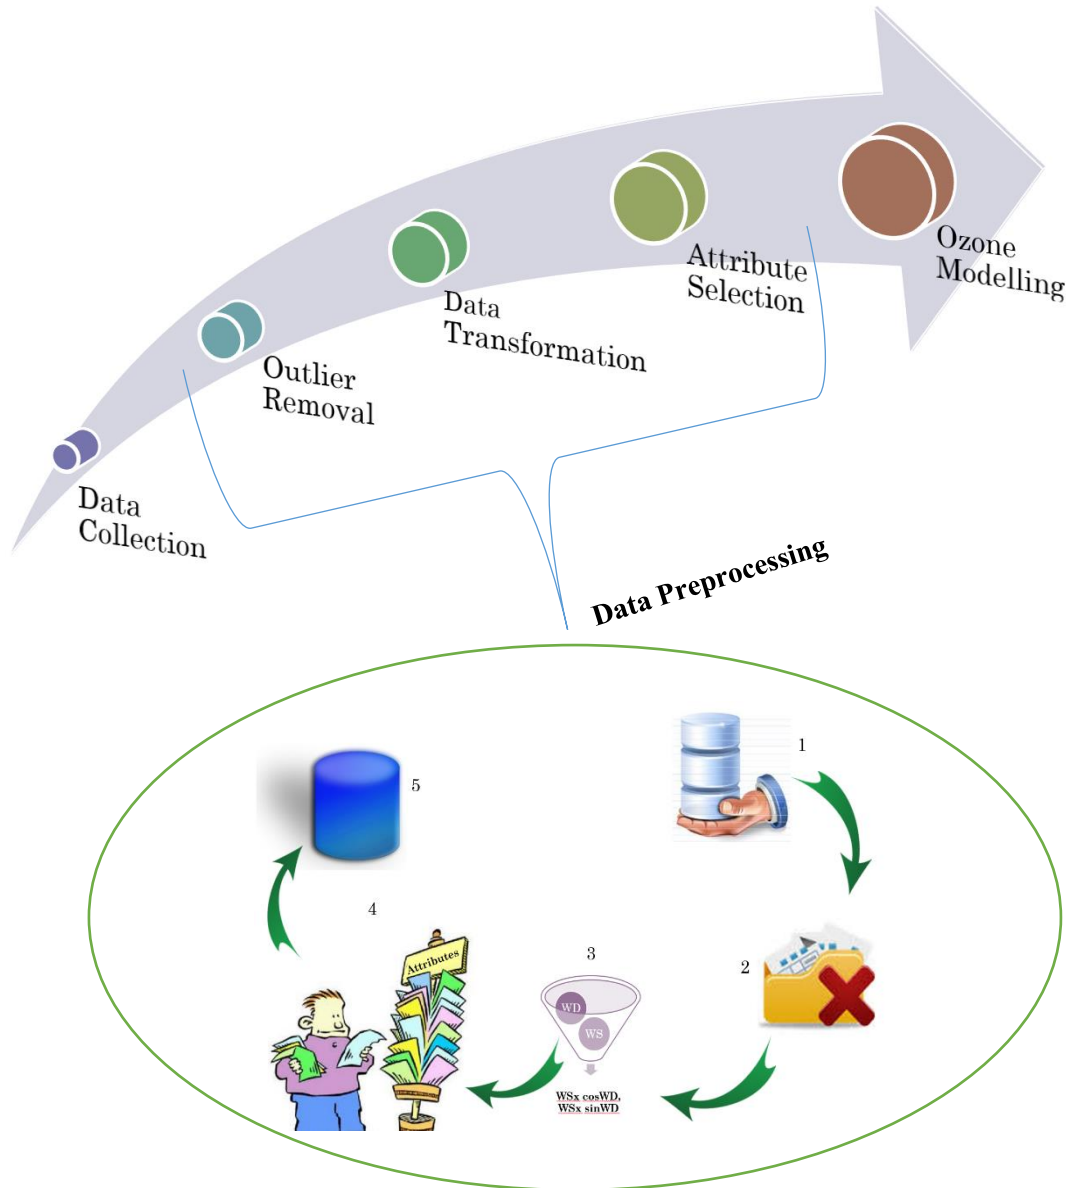 Ozone
Modelling
Attribute
Selection
Data
Transformation
Outlier
Removal
Data
Collection
Data Preprocessing
1
5
4
Attributes
3
2
WD
WS
WSx cosWD,
WSx sinWD